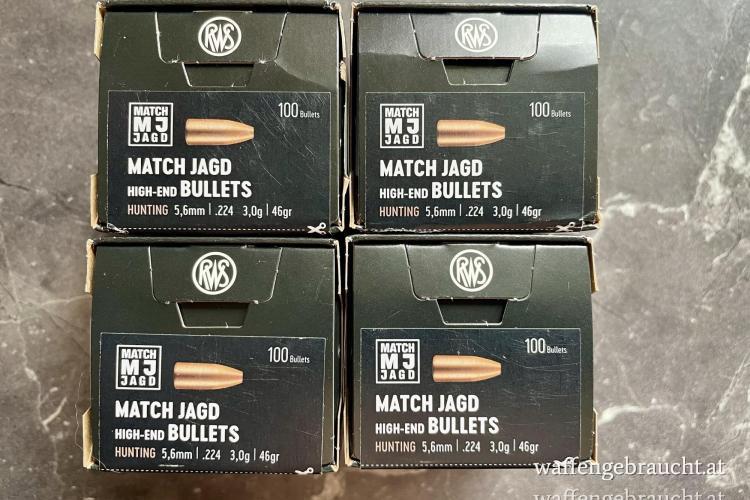 RWS
MATCH
MJ
JAGD
100 Bullets
MATCH JAGD
HIGH-END BULLETS
HUNTING 5,6mm | .224 3,0g | 46gr
RWS
MATCH
MJ
JAGD
100 Bullets
MATCH JAGD
HIGH-END BULLETS
HUNTING 5,6mm | .224 3,0g | 46gr
RWS
MATCH
MJ
JAGD
100 Bullets
MATCH JAGD
HIGH-END BULLETS
HUNTING 5,6mm | .224 3,0g | 46gr
RWS
MATCH
MJ
JAGD
100 Bullets
MATCH JAGD
HIGH-END BULLETS
HUNTING 5,6mm | .224 3,0g | 46gr
waffengebraucht.at
waffengebraucht.at